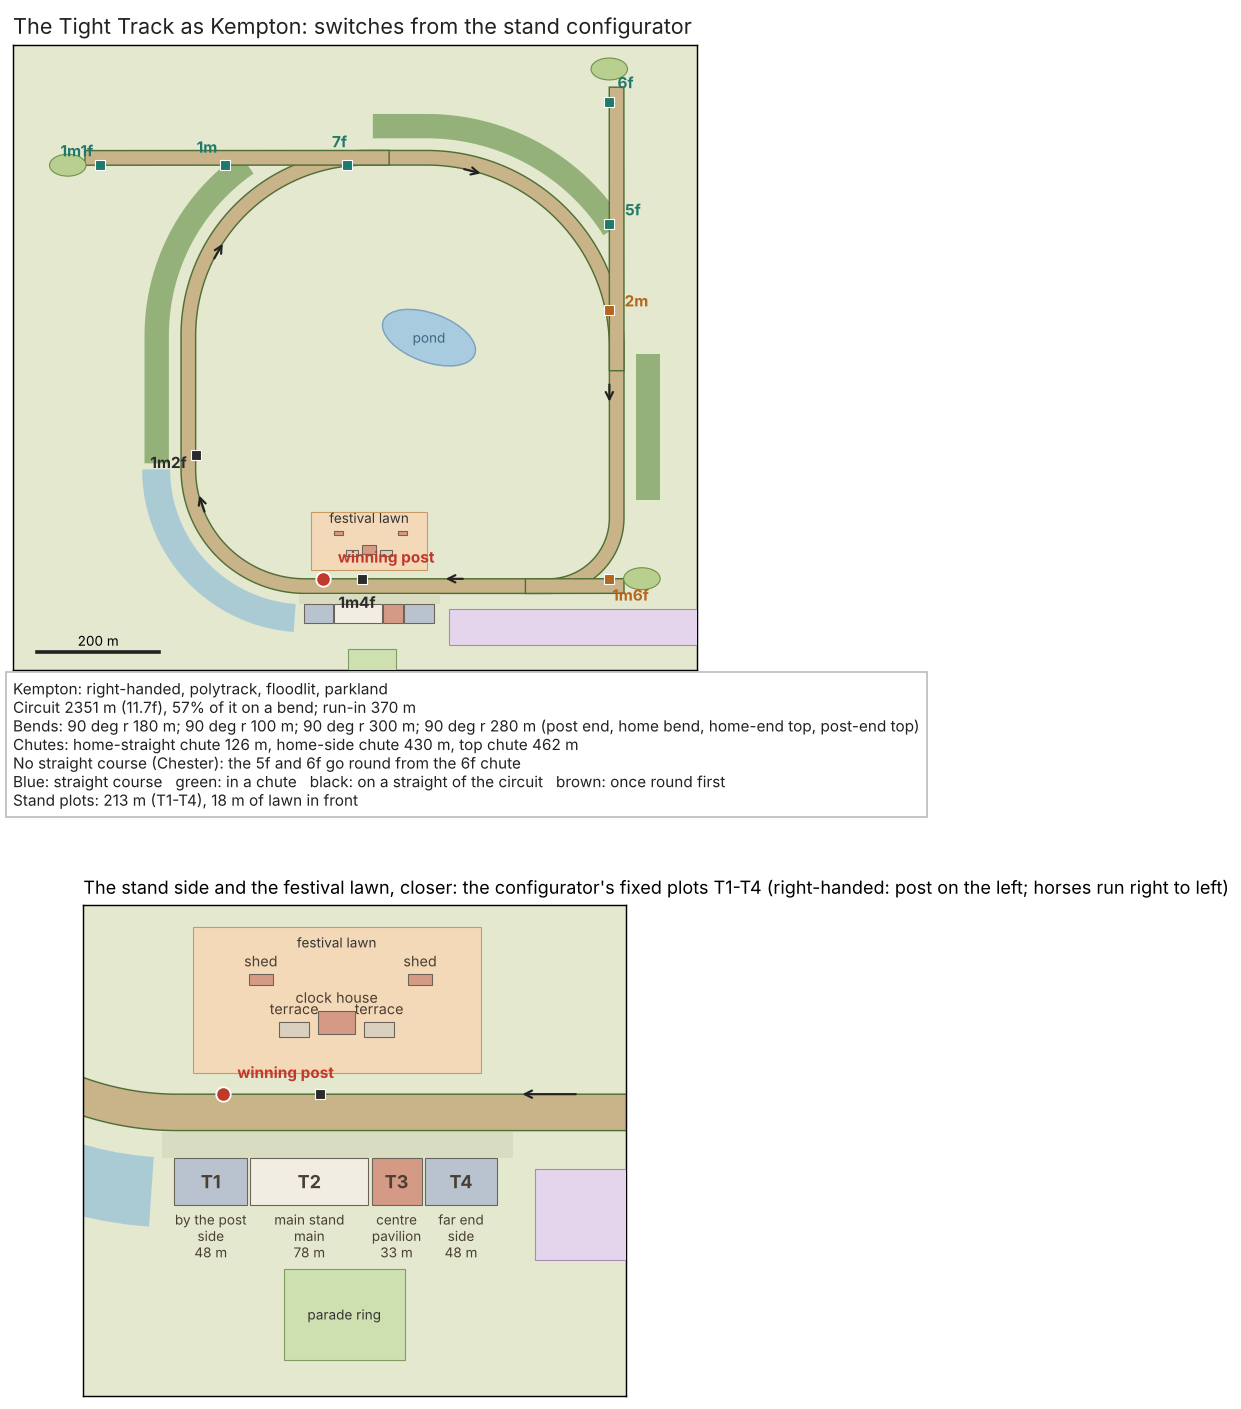 The Tight Track as Kempton: switches from the stand configurator
6f
1m1f
1m
7f
5f
2m
pond
1m2f
festival lawn
winning post
1m4f
1m6f
200 m
Kempton: right-handed, polytrack, floodlit, parkland
Circuit 2351 m (11.7f), 57% of it on a bend; run-in 370 m
Bends: 90 deg r 180 m; 90 deg r 100 m; 90 deg r 300 m; 90 deg r 280 m (post end, home bend, home-end top, post-end top)
Chutes: home-straight chute 126 m, home-side chute 430 m, top chute 462 m
No straight course (Chester): the 5f and 6f go round from the 6f chute
Blue: straight course   green: in a chute   black: on a straight of the circuit   brown: once round first
Stand plots: 213 m (T1-T4), 18 m of lawn in front
The stand side and the festival lawn, closer: the configurator's fixed plots T1-T4 (right-handed: post on the left; horses run right to left)
festival lawn
shed
shed
clock house
terrace
terrace
winning post
T1
T2
T3
T4
by the post
side
48 m
main stand
main
78 m
centre
pavilion
33 m
far end
side
48 m
parade ring